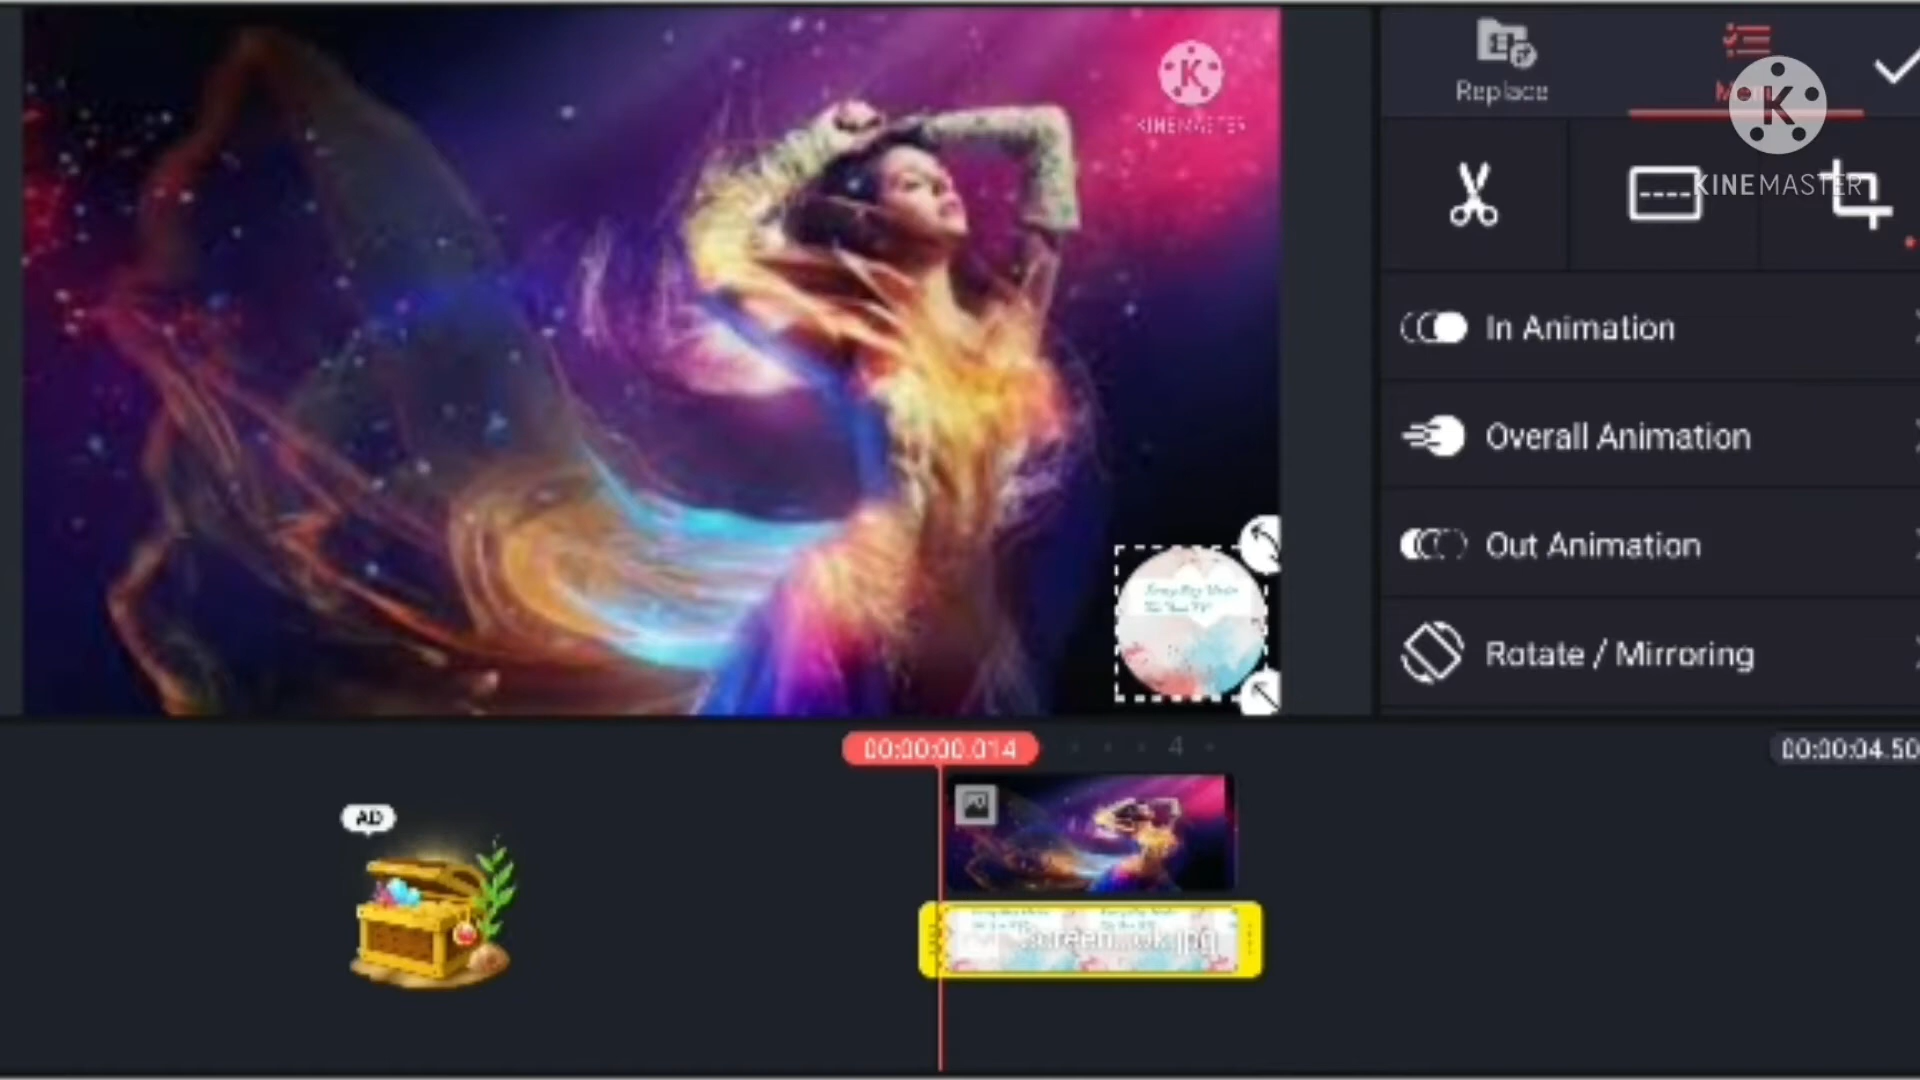 KINEMASTER
Replace
KINEMASTER
In Animation
Overall Animation
Out Animation
Rotate / Mirroring
00:00:00.014
4
00:00:04.50
AD